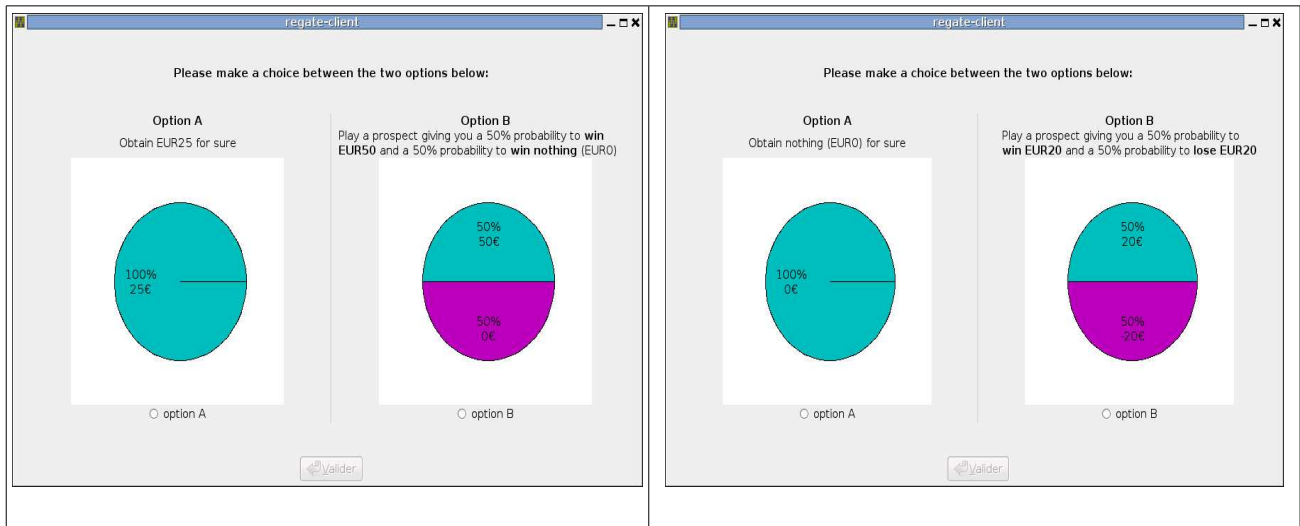 regate-client
Please make a choice between the two options below:
Option A
Obtain EUR25 for sure
Option B
Play a prospect giving you a 50% probability to win
EUR50 and a 50% probability to win nothing (EUR0)
100%
25€
50%
50€
50%
0€
option A
option B
Valider
regate-client
Please make a choice between the two options below:
Option A
Obtain nothing (EUR0) for sure
Option B
Play a prospect giving you a 50% probability to
win EUR20 and a 50% probability to lose EUR20
100%
0€
50%
20€
50%
-20€
option A
option B
Valider